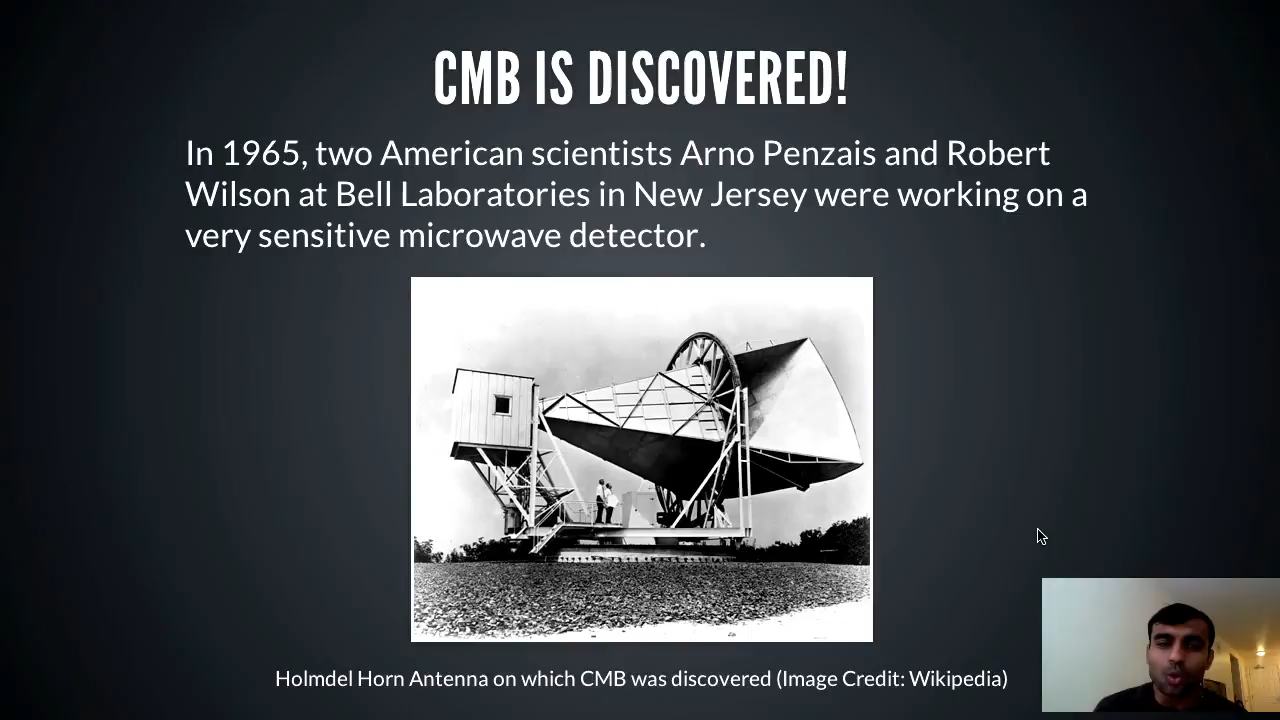 CMB IS DISCOVERED!
In 1965, two American scientists Arno Penzais and Robert
Wilson at Bell Laboratories in New Jersey were working on a
very sensitive microwave detector.
Holmdel Horn Antenna on which CMB was discovered (Image Credit: Wikipedia)